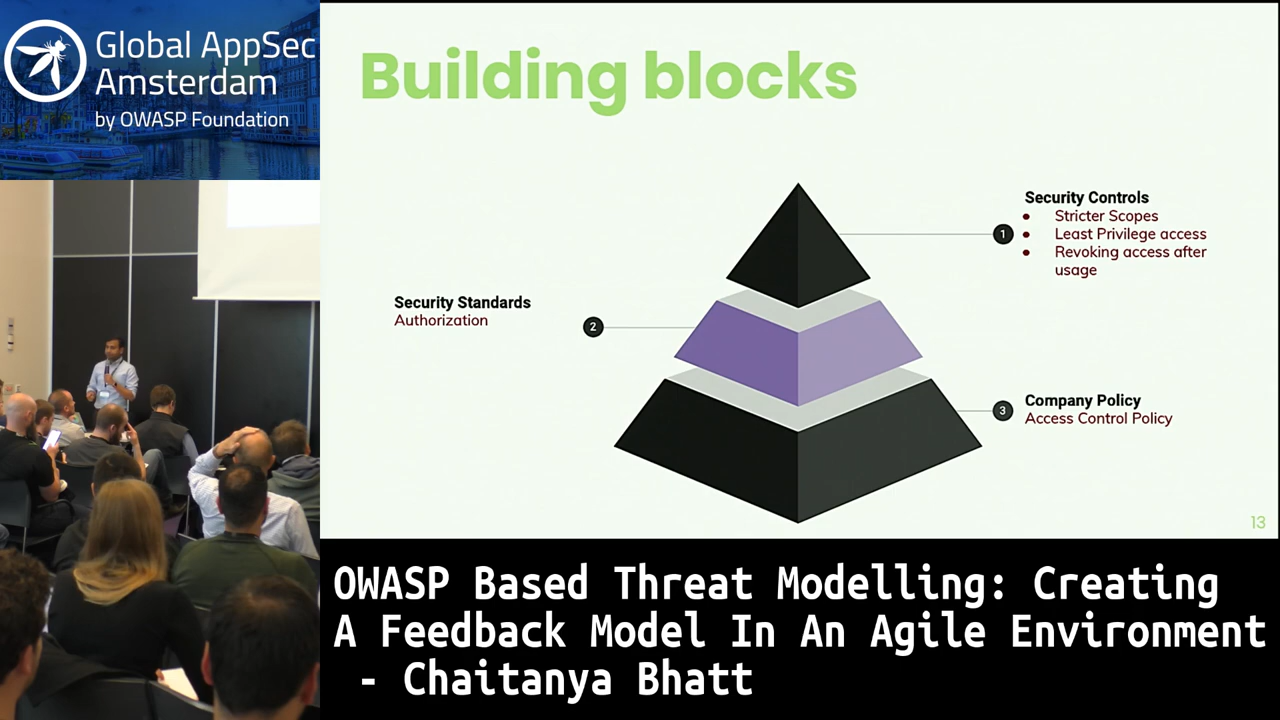 Global AppSec
Amsterdam
by OWASP Foundation
Building blocks
Security Controls
● Stricter Scopes
● Least Privilege access
● Revoking access after
usage
1
Security Standards
Authorization
2
Company Policy
Access Control Policy
3
13
OWASP Based Threat Modelling: Creating
A Feedback Model In An Agile Environment
- Chaitanya Bhatt